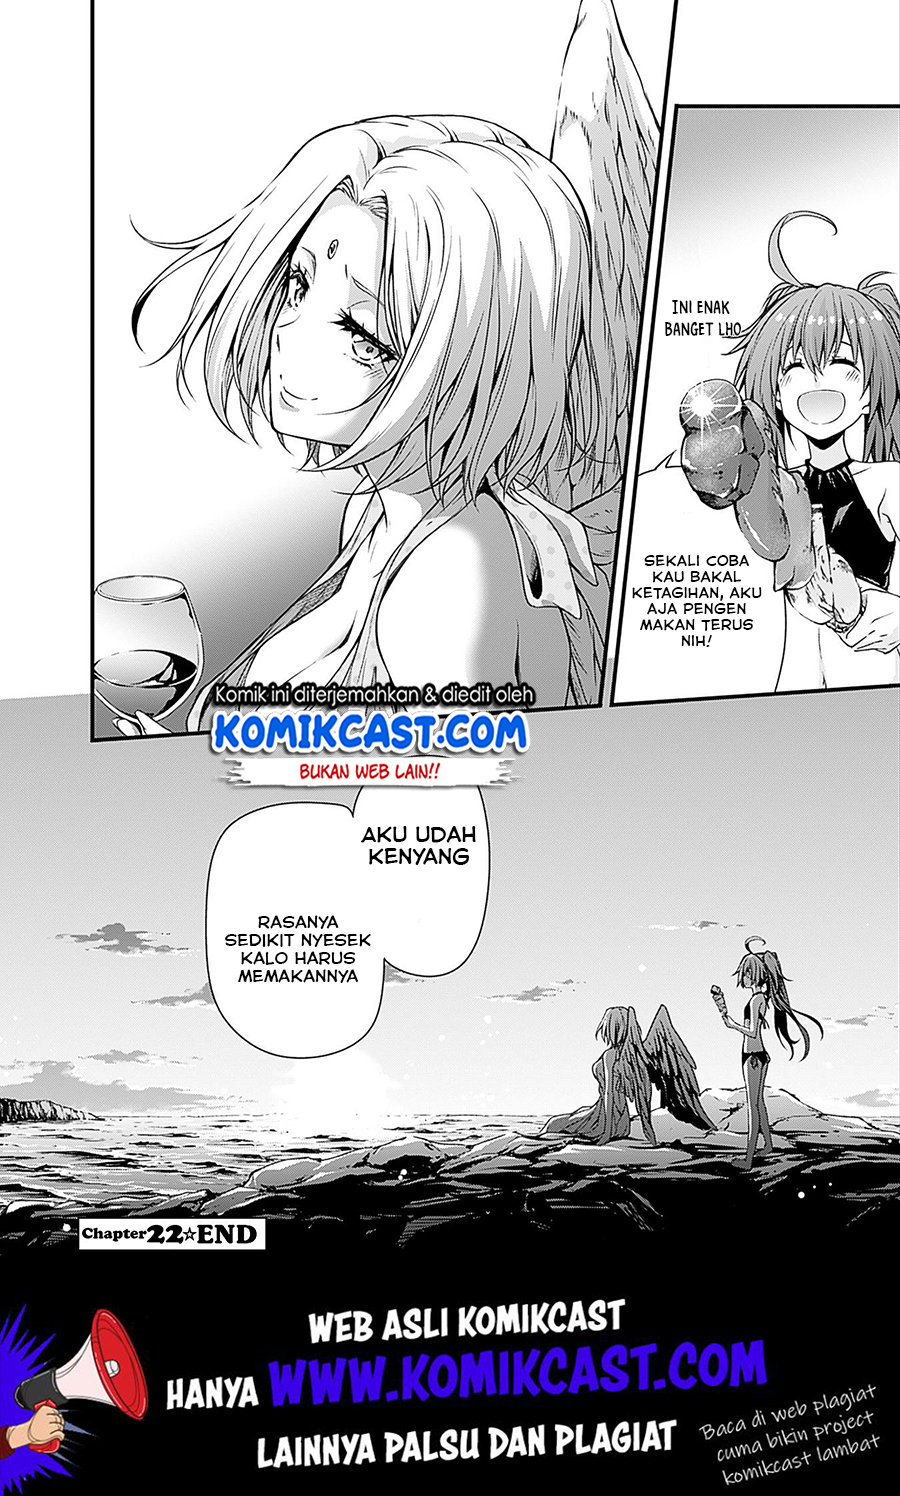 INI ENAK
BANGET LHO
SEKALI COBA
KAU BAKAL
KETAGIHAN, AKU
AJA PENGEN
MAKAN TERUS
NIH!
Komik ini diterjemahkan & diedit oleh
KOMIKCAST.COM
BUKAN WEB LAIN!!
AKU UDAH
KENYANG
RASANYA
SEDIKIT NYESEK
KALO HARUS
MEMAKANNYA
Chapter22☆END
WEB ASLI KOMIKCAST
HANYA WWW.KOMIKCAST.COM
LAINNYA PALSU DAN PLAGIAT
Baca di web plagiat
cuma bikin project
komikcast lambat